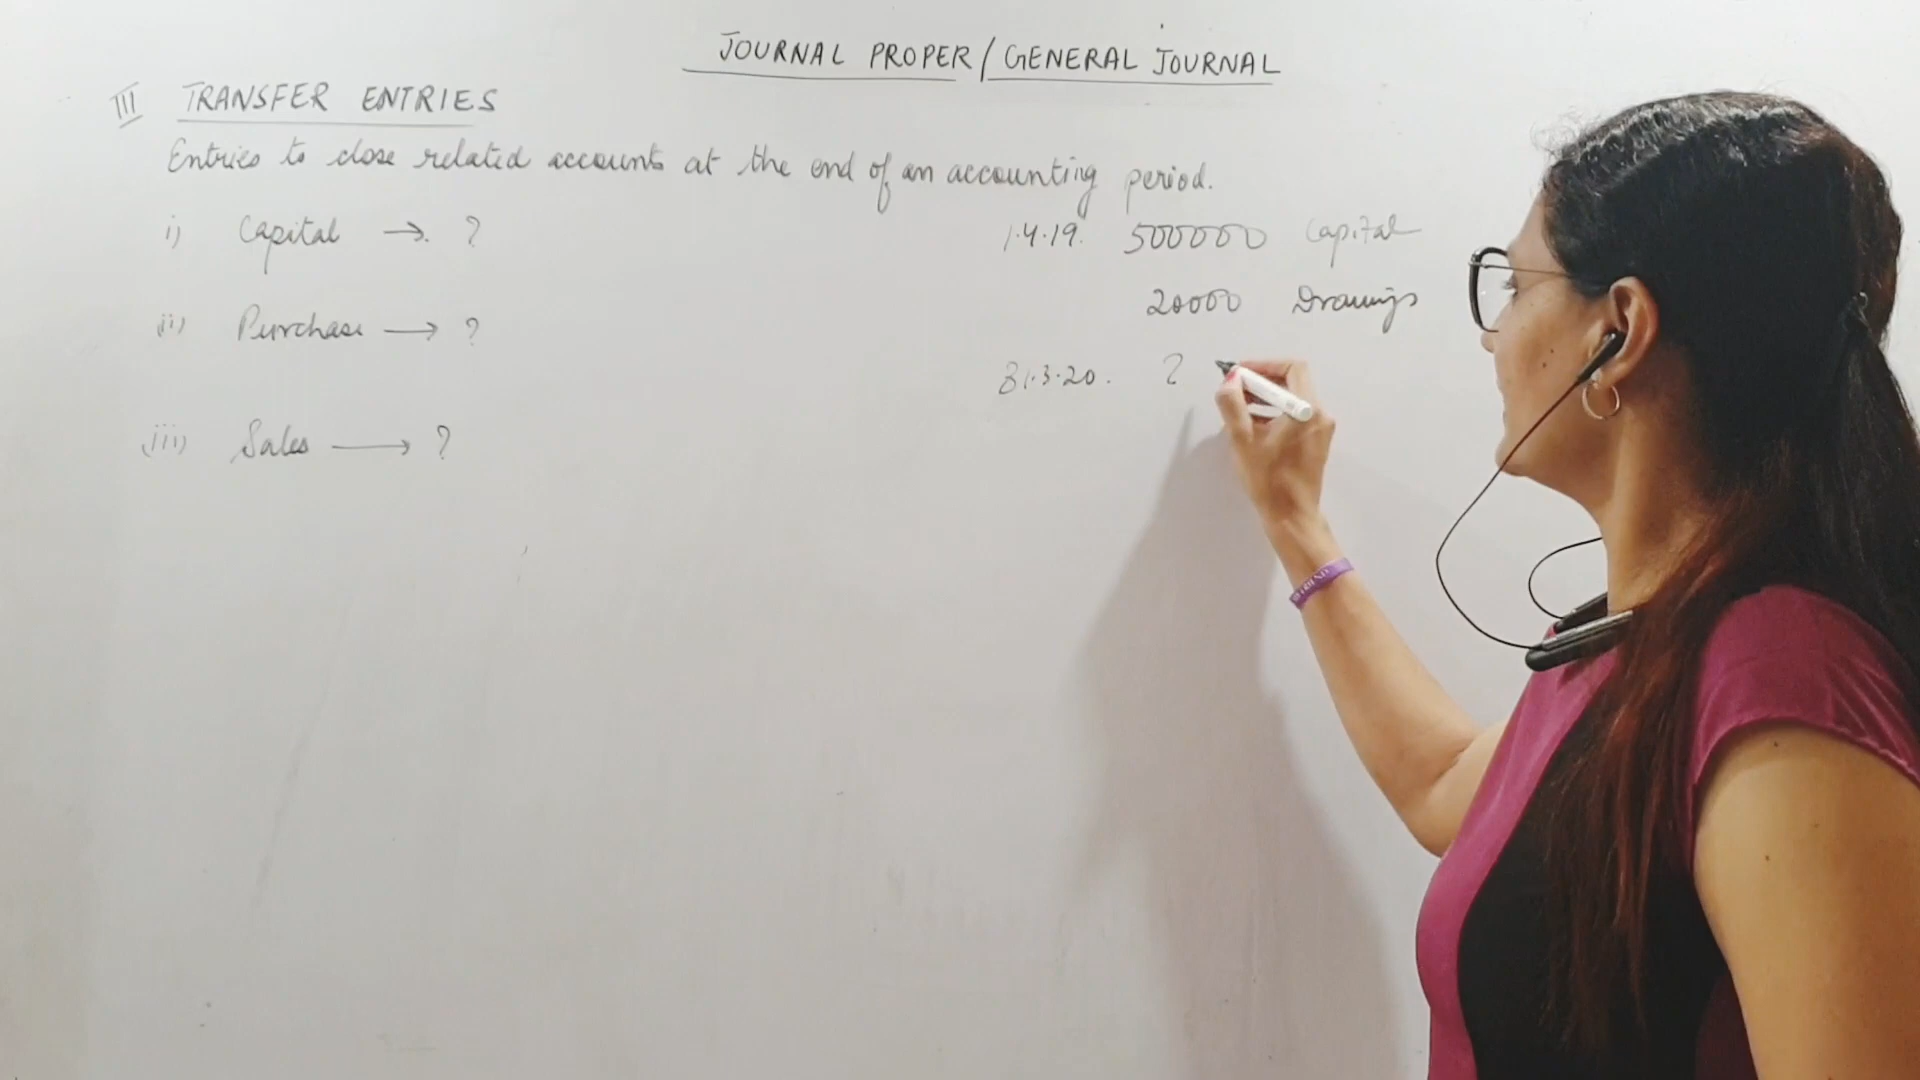 JOURNAL PROPER/GENERAL JOURNAL
III TRANSFER ENTRIES
Entries to close related accounts at the end of an accounting period.
i) Capital → ?
ii) Purchase → ?
iii) Sales → ?
1.4.19. 500000 Capital
20000 Drawings
31.3.20. ?